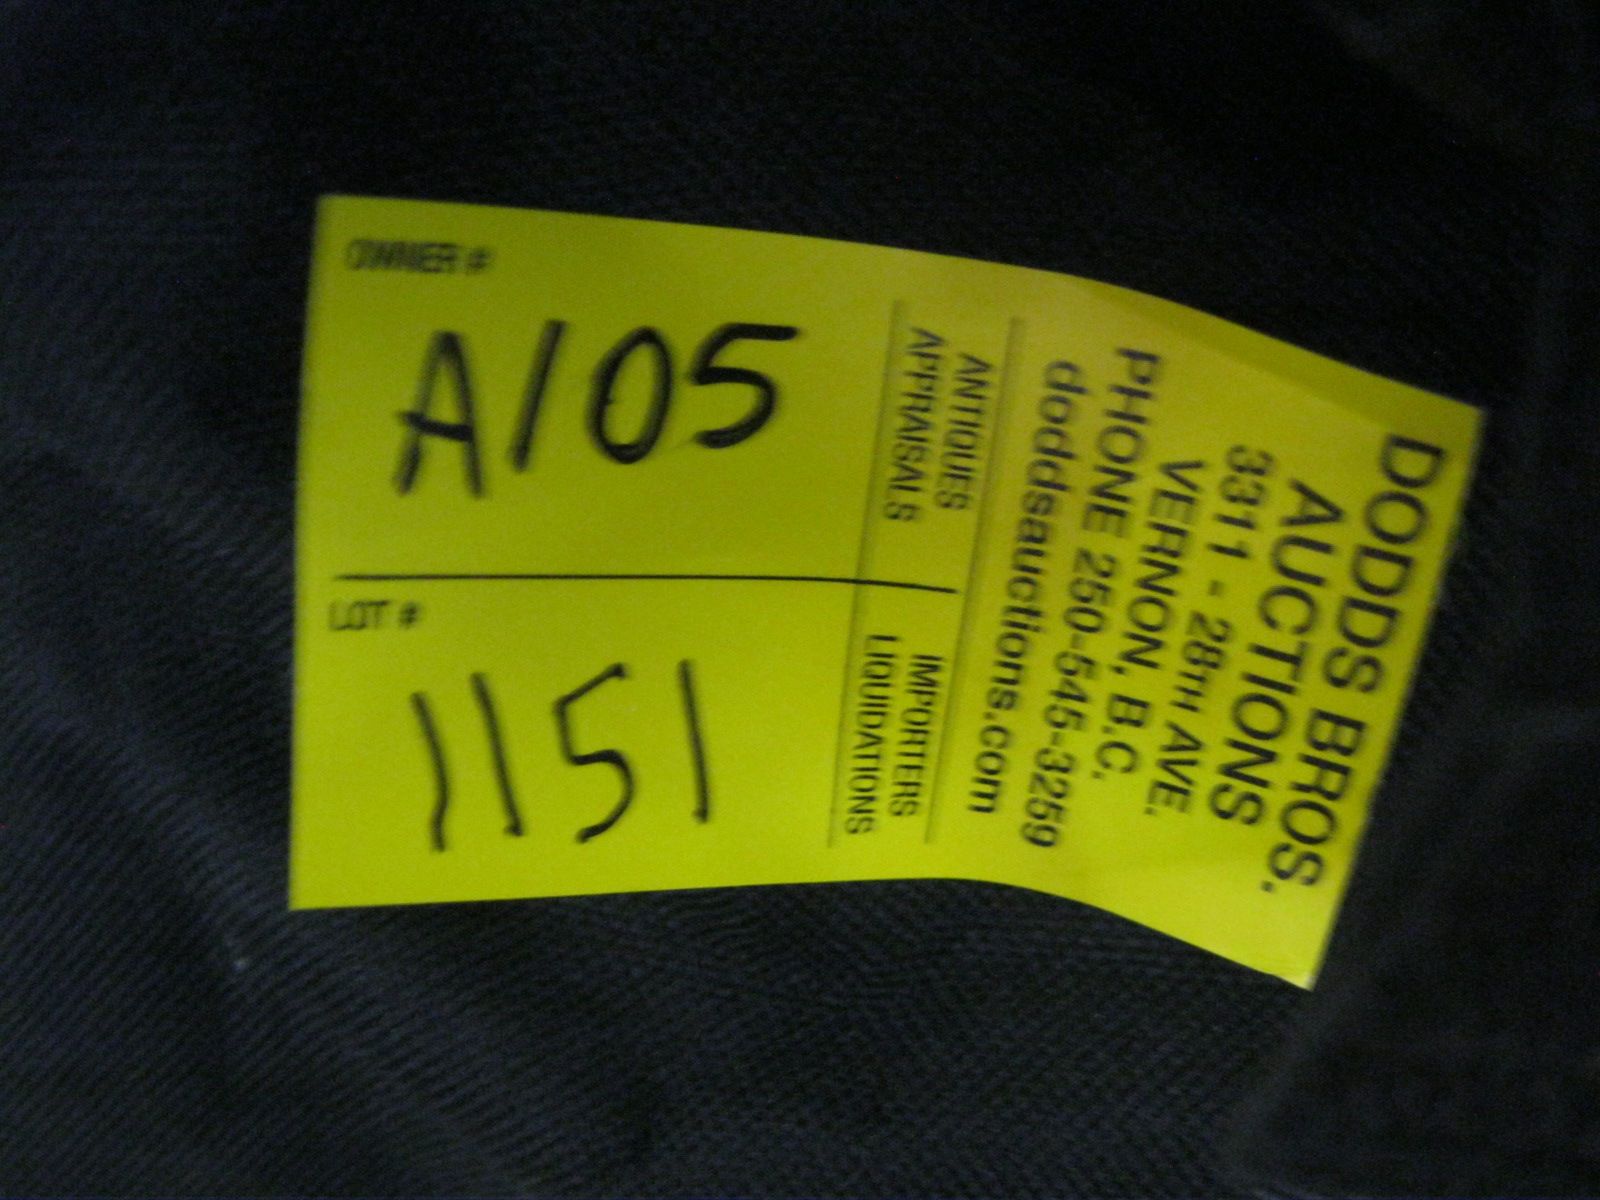 OWNER #
A105
LOT #
1151
DODDS BROS.
AUCTIONS
3311 - 28TH AVE.
VERNON, B.C.
PHONE 250-545-3259
doddsauctions.com
ANTIQUES IMPORTERS
APPRAISALS LIQUIDATIONS